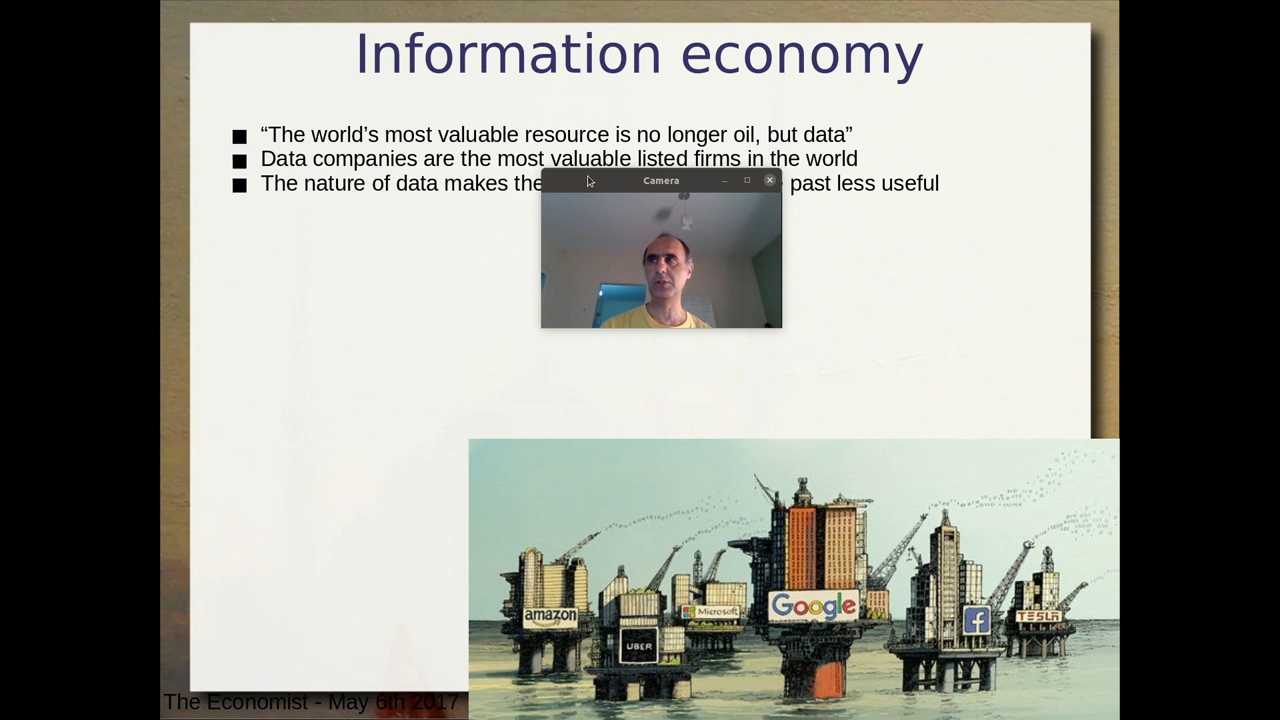 Information economy
“The world’s most valuable resource is no longer oil, but data”
Data companies are the most valuable listed firms in the world
The nature of data makes the past less useful
Camera
Google
amazon
Microsoft
TESLA
UBER
The Economist - May 6th 2017